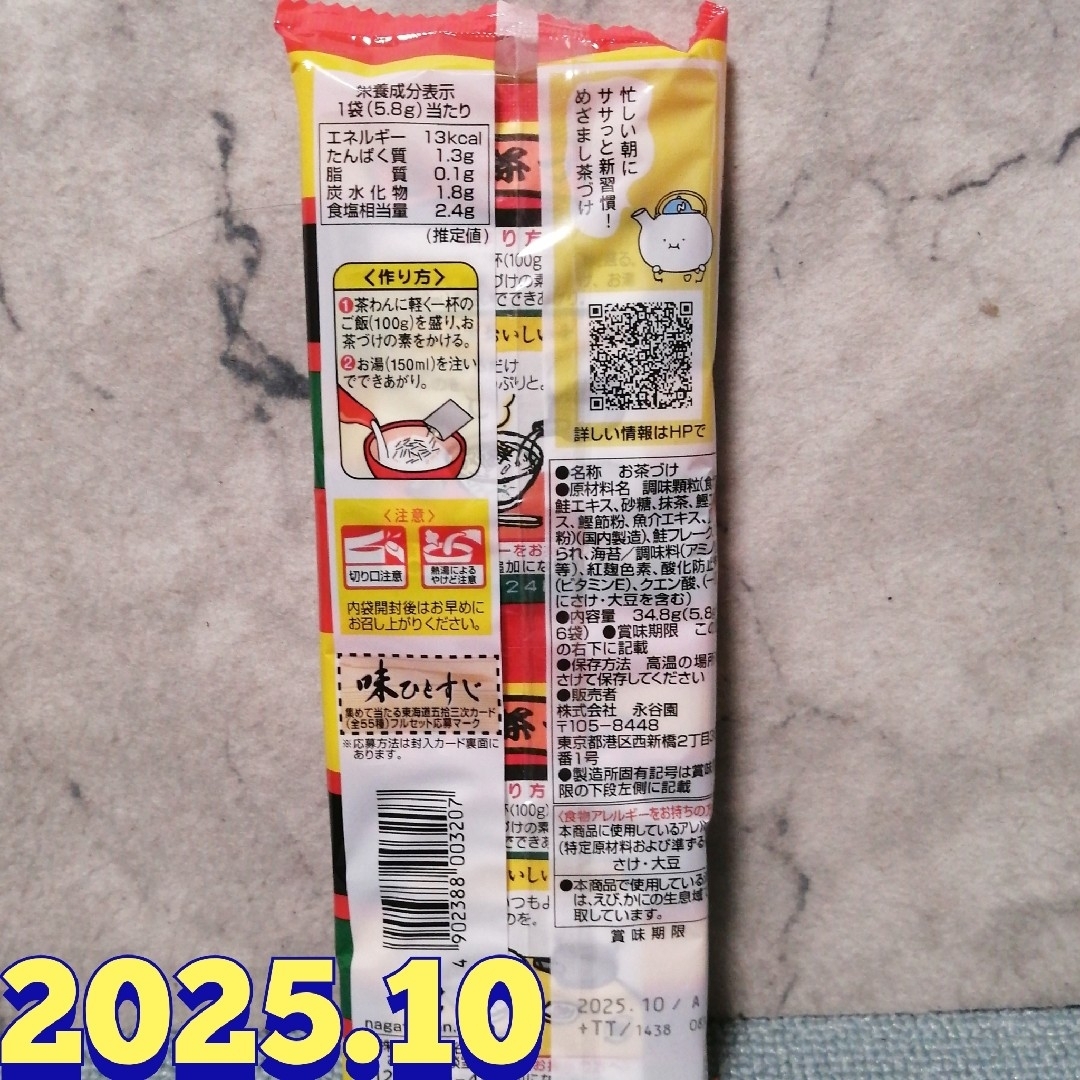 栄養成分表示
1袋(5.8g)当たり
エネルギー 13kcal
たんぱく質 1.3g
脂質 0.1g
炭水化物 1.8g
食塩相当量 2.4g
(推定値)
〈作り方〉
❶茶わんに軽く一杯の
ご飯(100g)を盛り、お
茶づけの素をかける。
❷お湯(150ml)を注い
でできあがり。
〈注意〉
切り口注意
熱湯による
やけど注意
内袋開封後はお早めに
お召し上がりください。
味ひとすじ
集めて当たる東海道五拾三次カード
(全55種)フルセット応募マーク
※応募方法は封入カード裏面に
あります。
4 902388 003207
忙しい朝に
ササっと新習慣!
めざまし茶づけ
詳しい情報はHPで
●名称 お茶づけ
●原材料名 調味顆粒(食
鮭エキス、砂糖、抹茶、鰹エ
ス、鰹節粉、魚介エキス、
粉)(国内製造)、鮭フレーク、
られ、海苔/調味料(アミノ
等)、紅麹色素、酸化防止
(ビタミンE)、クエン酸、(一
にさけ・大豆を含む)
●内容量 34.8g(5.8g
6袋) ●賞味期限 この
の右下に記載
●保存方法 高温の場所
さけて保存してください
●販売者
株式会社 永谷園
〒105-8448
東京都港区西新橋2丁目
番1号
●製造所固有記号は賞味
限の下段左側に記載
〈食物アレルギーをお持ちの方
本商品に使用しているアレル
(特定原材料および準ずる
さけ・大豆
●本商品で使用している
は、えび、かにの生息域
取しています。
賞味期限
2025.10/A
+TT/1438
2025.10